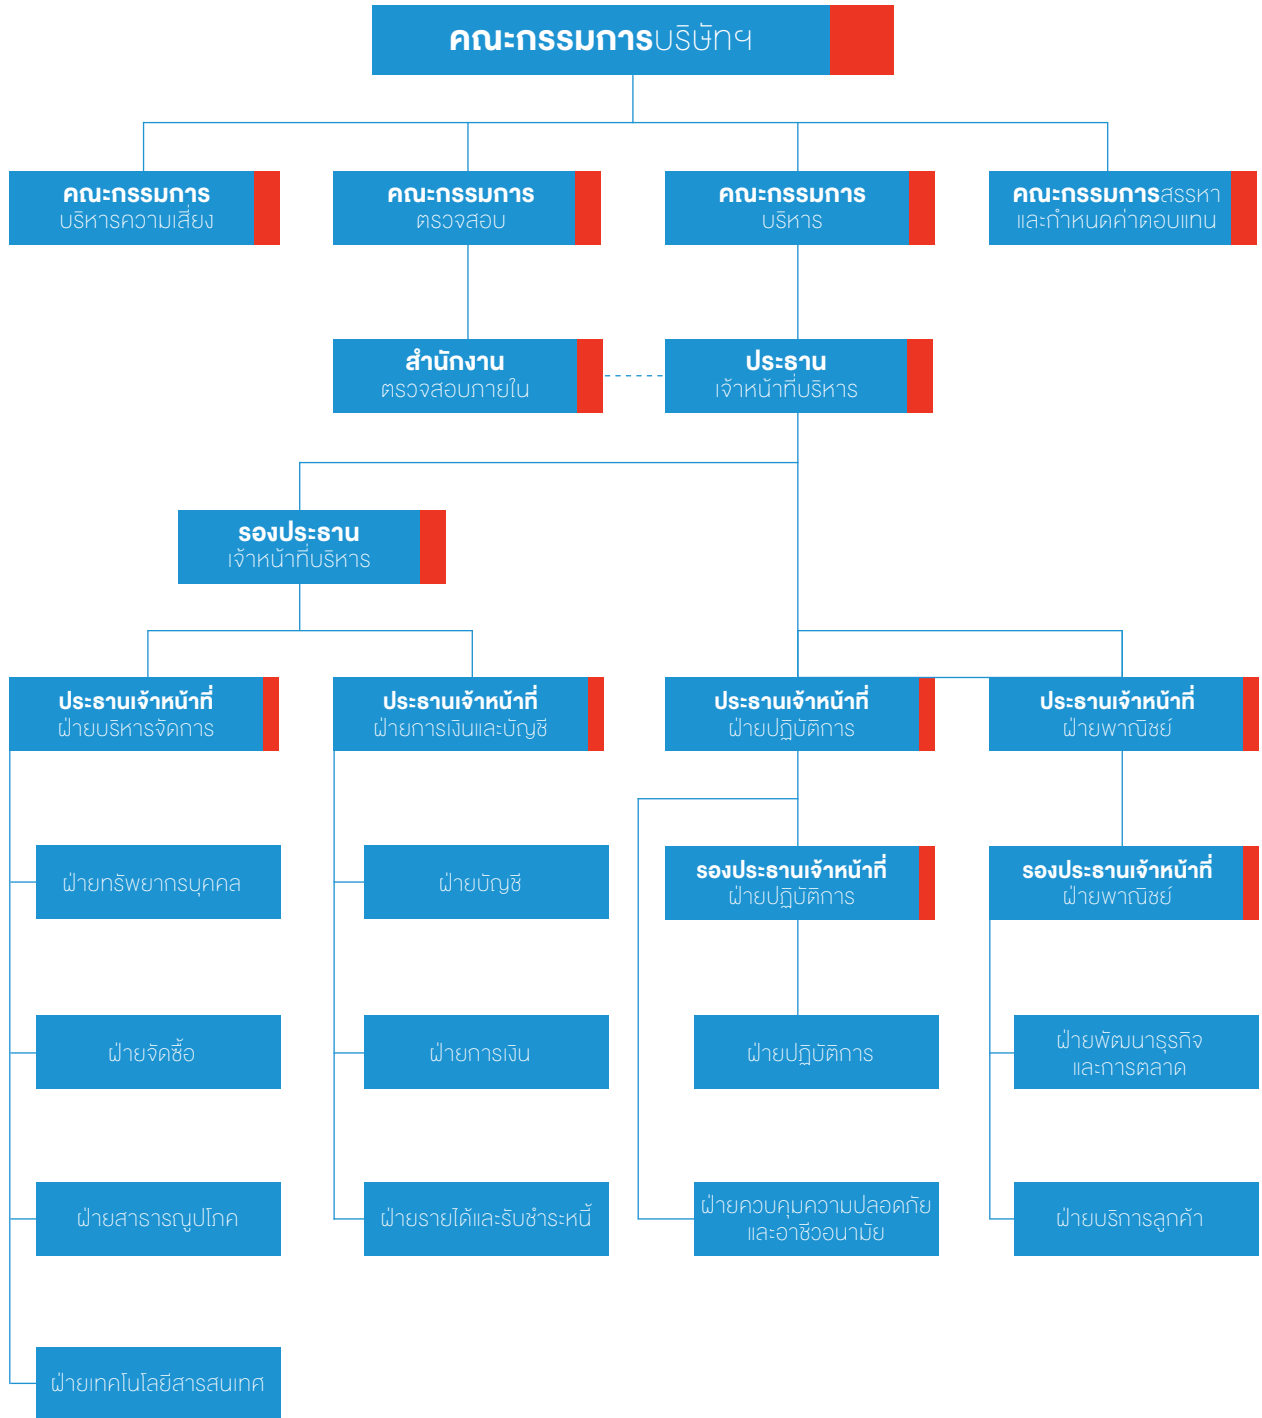 คณะกรรมการบริษัทฯ
คณะกรรมการ
บริหารความเสี่ยง
คณะกรรมการ
ตรวจสอบ
คณะกรรมการ
บริหาร
คณะกรรมการสรรหา
และกำหนดค่าตอบแทน
สำนักงาน
ตรวจสอบภายใน
ประธาน
เจ้าหน้าที่บริหาร
รองประธาน
เจ้าหน้าที่บริหาร
ประธานเจ้าหน้าที่
ฝ่ายบริหารจัดการ
ประธานเจ้าหน้าที่
ฝ่ายการเงินและบัญชี
ประธานเจ้าหน้าที่
ฝ่ายปฏิบัติการ
ประธานเจ้าหน้าที่
ฝ่ายพาณิชย์
ฝ่ายทรัพยากรบุคคล
ฝ่ายบัญชี
รองประธานเจ้าหน้าที่
ฝ่ายปฏิบัติการ
รองประธานเจ้าหน้าที่
ฝ่ายพาณิชย์
ฝ่ายจัดซื้อ
ฝ่ายการเงิน
ฝ่ายปฏิบัติการ
ฝ่ายพัฒนาธุรกิจ
และการตลาด
ฝ่ายสาธารณูปโภค
ฝ่ายรายได้และรับชำระหนี้
ฝ่ายควบคุมความปลอดภัย
และอาชีวอนามัย
ฝ่ายบริการลูกค้า
ฝ่ายเทคโนโลยีสารสนเทศ